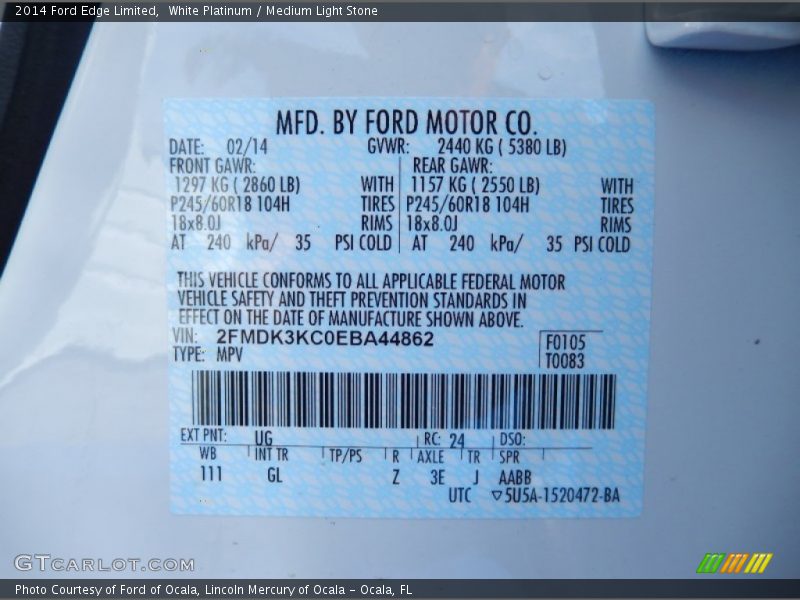 2014 Ford Edge Limited, White Platinum / Medium Light Stone
MFD. BY FORD MOTOR CO.
DATE: 02/14 GVWR: 2440 KG ( 5380 LB)
FRONT GAWR: REAR GAWR:
1297 KG ( 2860 LB) WITH 1157 KG ( 2550 LB) WITH
P245/60R18 104H TIRES P245/60R18 104H TIRES
18x8.0J RIMS 18x8.0J RIMS
AT 240 kPa/ 35 PSI COLD AT 240 kPa/ 35 PSI COLD
THIS VEHICLE CONFORMS TO ALL APPLICABLE FEDERAL MOTOR
VEHICLE SAFETY AND THEFT PREVENTION STANDARDS IN
EFFECT ON THE DATE OF MANUFACTURE SHOWN ABOVE.
VIN: 2FMDK3KC0EBA44862 F0105
TYPE: MPV T0083
EXT PNT: UG RC: 24 DSO:
WB INT TR TP/PS R AXLE TR SPR
111 GL Z 3E J AABB
UTC ▽5U5A-1520472-BA
GTCARLOT.COM
Photo Courtesy of Ford of Ocala, Lincoln Mercury of Ocala - Ocala, FL